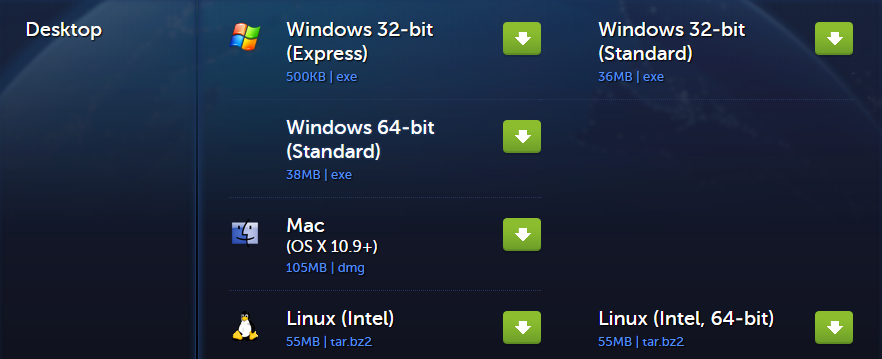 Desktop
Windows 32-bit
(Express)
500KB | exe
Windows 32-bit
(Standard)
36MB | exe
Windows 64-bit
(Standard)
38MB | exe
Mac
(OS X 10.9+)
105MB | dmg
Linux (Intel)
55MB | tar.bz2
Linux (Intel, 64-bit)
55MB | tar.bz2